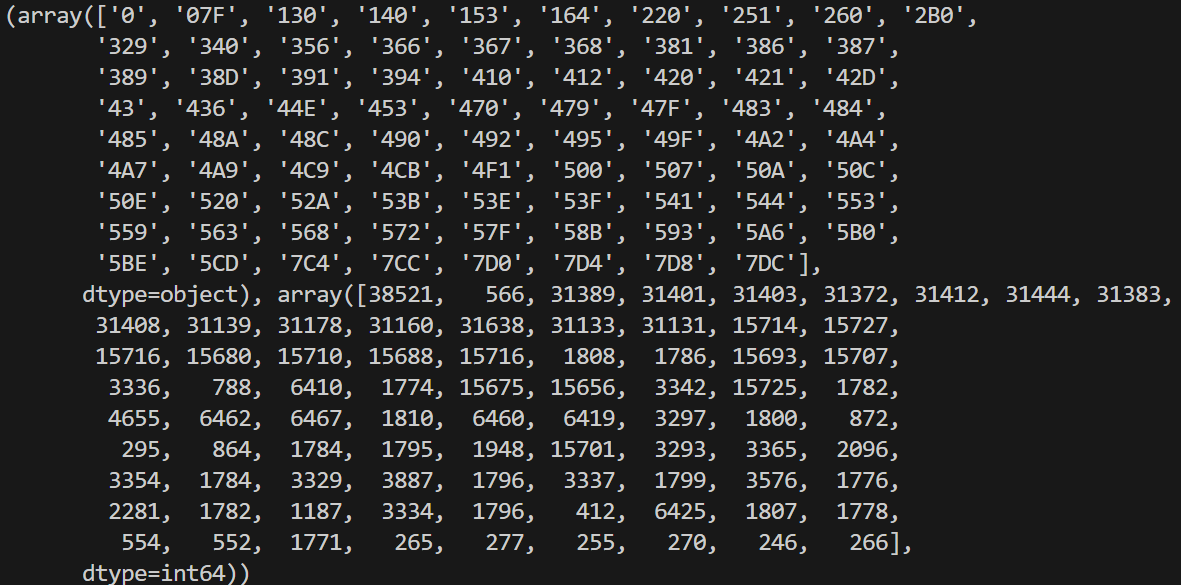 (array(['0', '07F', '130', '140', '153', '164', '220', '251', '260', '2B0',
'329', '340', '356', '366', '367', '368', '381', '386', '387',
'389', '38D', '391', '394', '410', '412', '420', '421', '42D',
'43', '436', '44E', '453', '470', '479', '47F', '483', '484',
'485', '48A', '48C', '490', '492', '495', '49F', '4A2', '4A4',
'4A7', '4A9', '4C9', '4CB', '4F1', '500', '507', '50A', '50C',
'50E', '520', '52A', '53B', '53E', '53F', '541', '544', '553',
'559', '563', '568', '572', '57F', '58B', '593', '5A6', '5B0',
'5BE', '5CD', '7C4', '7CC', '7D0', '7D4', '7D8', '7DC'],
dtype=object), array([38521, 566, 31389, 31401, 31403, 31372, 31412, 31444, 31383,
31408, 31139, 31178, 31160, 31638, 31133, 31131, 15714, 15727,
15716, 15680, 15710, 15688, 15716, 1808, 1786, 15693, 15707,
3336, 788, 6410, 1774, 15675, 15656, 3342, 15725, 1782,
4655, 6462, 6467, 1810, 6460, 6419, 3297, 1800, 872,
295, 864, 1784, 1795, 1948, 15701, 3293, 3365, 2096,
3354, 1784, 3329, 3887, 1796, 3337, 1799, 3576, 1776,
2281, 1782, 1187, 3334, 1796, 412, 6425, 1807, 1778,
554, 552, 1771, 265, 277, 255, 270, 246, 266],
dtype=int64))